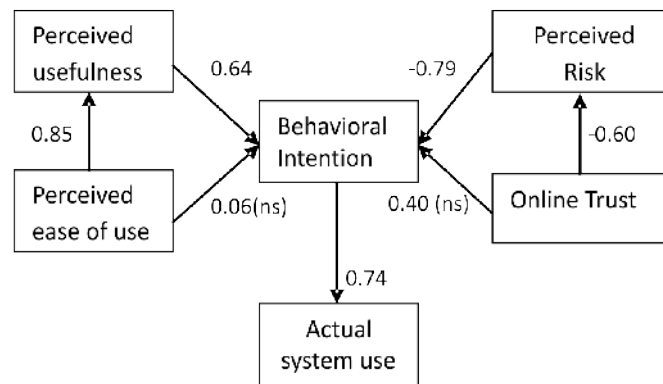 Perceived
usefulness
0.64
-0.79
Perceived
Risk
0.85
Behavioral
Intention
-0.60
Perceived
ease of use
0.06(ns)
0.40 (ns)
Online Trust
0.74
Actual
system use